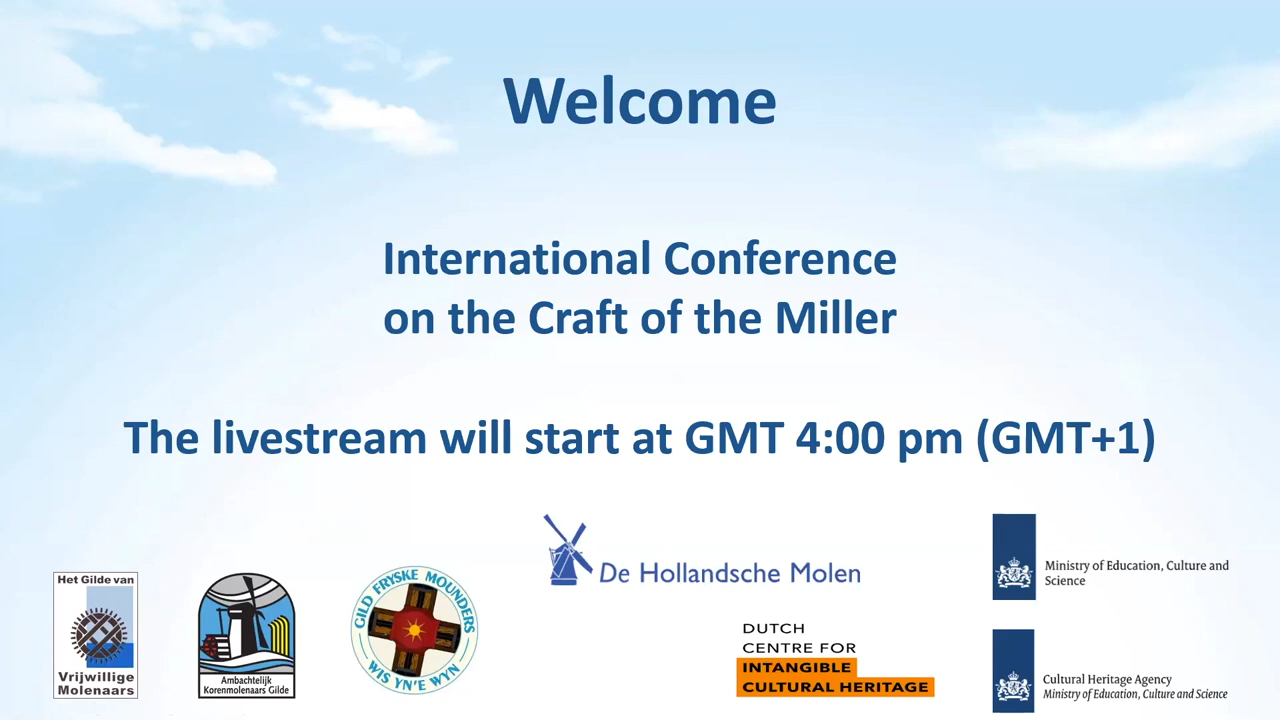 Welcome
International Conference
on the Craft of the Miller
The livestream will start at GMT 4:00 pm (GMT+1)
Het Gilde van
Vrijwillige
Molenaars
Ambachtelijk
Korenmolenaars Gilde
GILD FRYSKE MOUNDERS
WIS YN'E WYN
De Hollandsche Molen
DUTCH
CENTRE FOR
INTANGIBLE
CULTURAL HERITAGE
Ministry of Education, Culture and
Science
Cultural Heritage Agency
Ministry of Education, Culture and Science